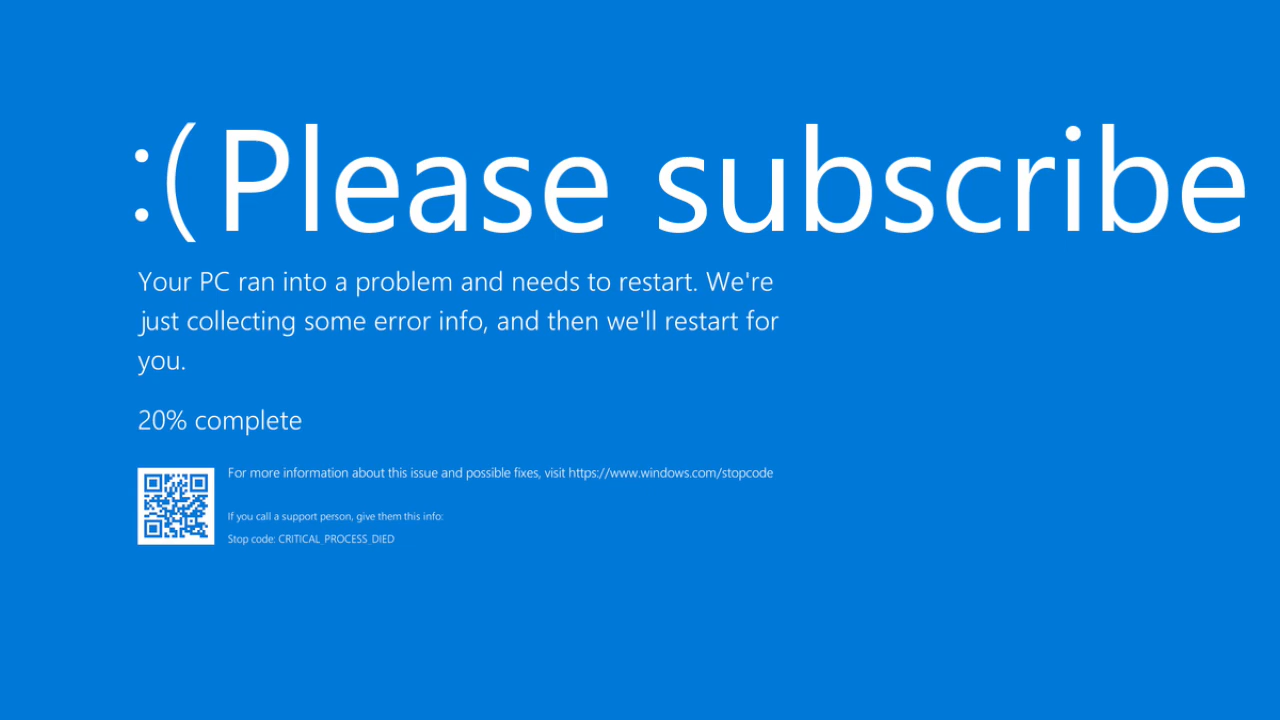 :( Please subscribe
Your PC ran into a problem and needs to restart. We're
just collecting some error info, and then we'll restart for
you.
20% complete
For more information about this issue and possible fixes, visit https://www.windows.com/stopcode
If you call a support person, give them this info:
Stop code: CRITICAL_PROCESS_DIED